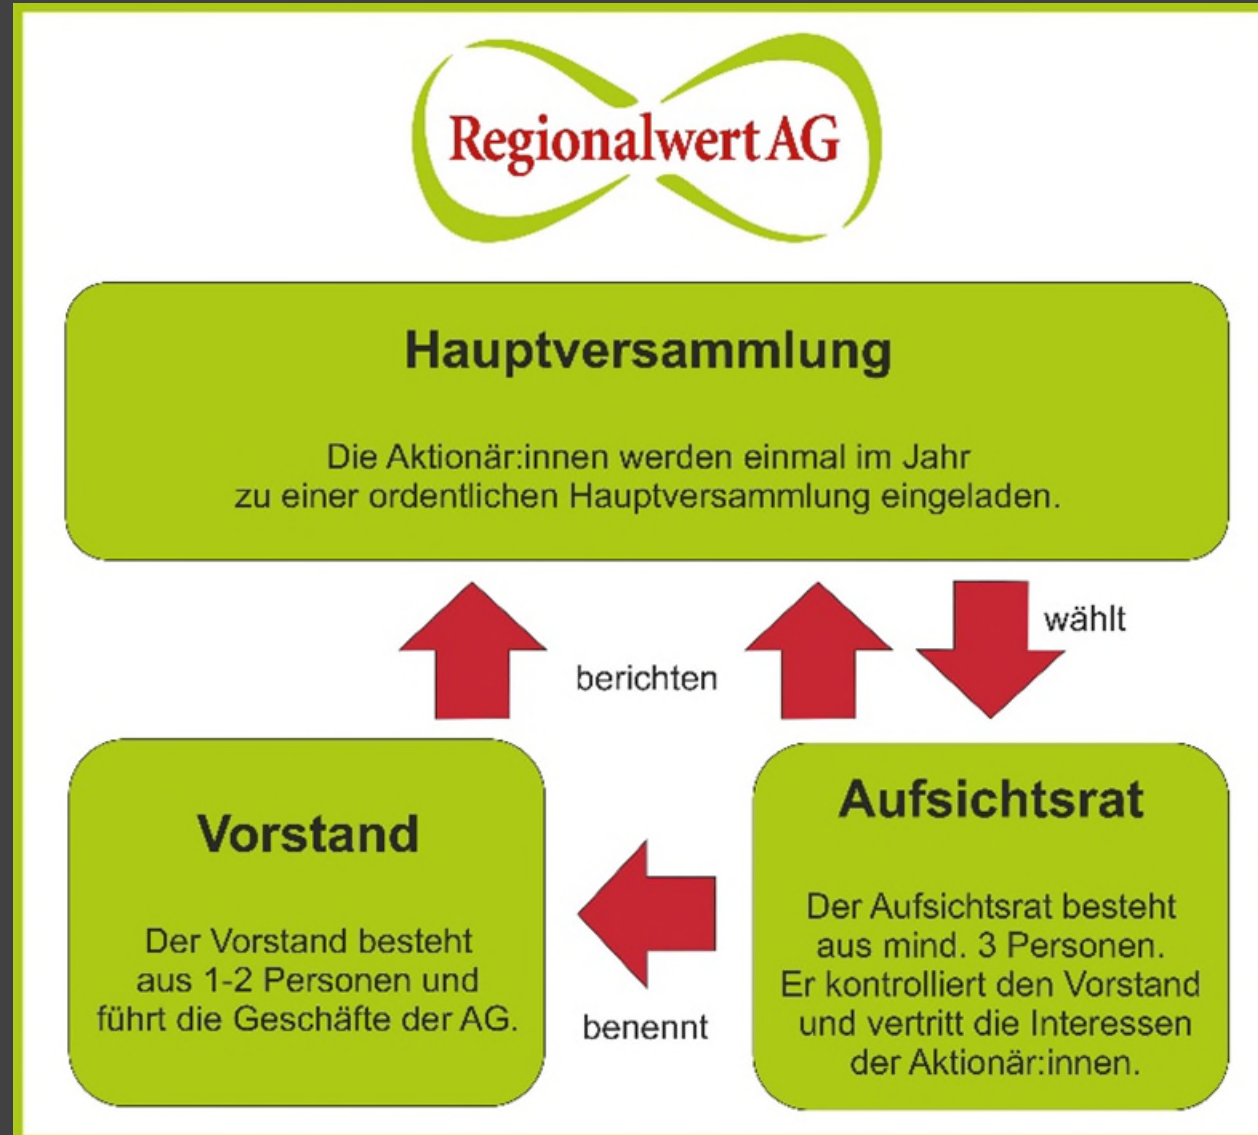 Regionalwert AG
Hauptversammlung
Die Aktionär:innen werden einmal im Jahr
zu einer ordentlichen Hauptversammlung eingeladen.
wählt
berichten
Vorstand
Der Vorstand besteht
aus 1-2 Personen und
führt die Geschäfte der AG.
benennt
Aufsichtsrat
Der Aufsichtsrat besteht
aus mind. 3 Personen.
Er kontrolliert den Vorstand
und vertritt die Interessen
der Aktionär:innen.